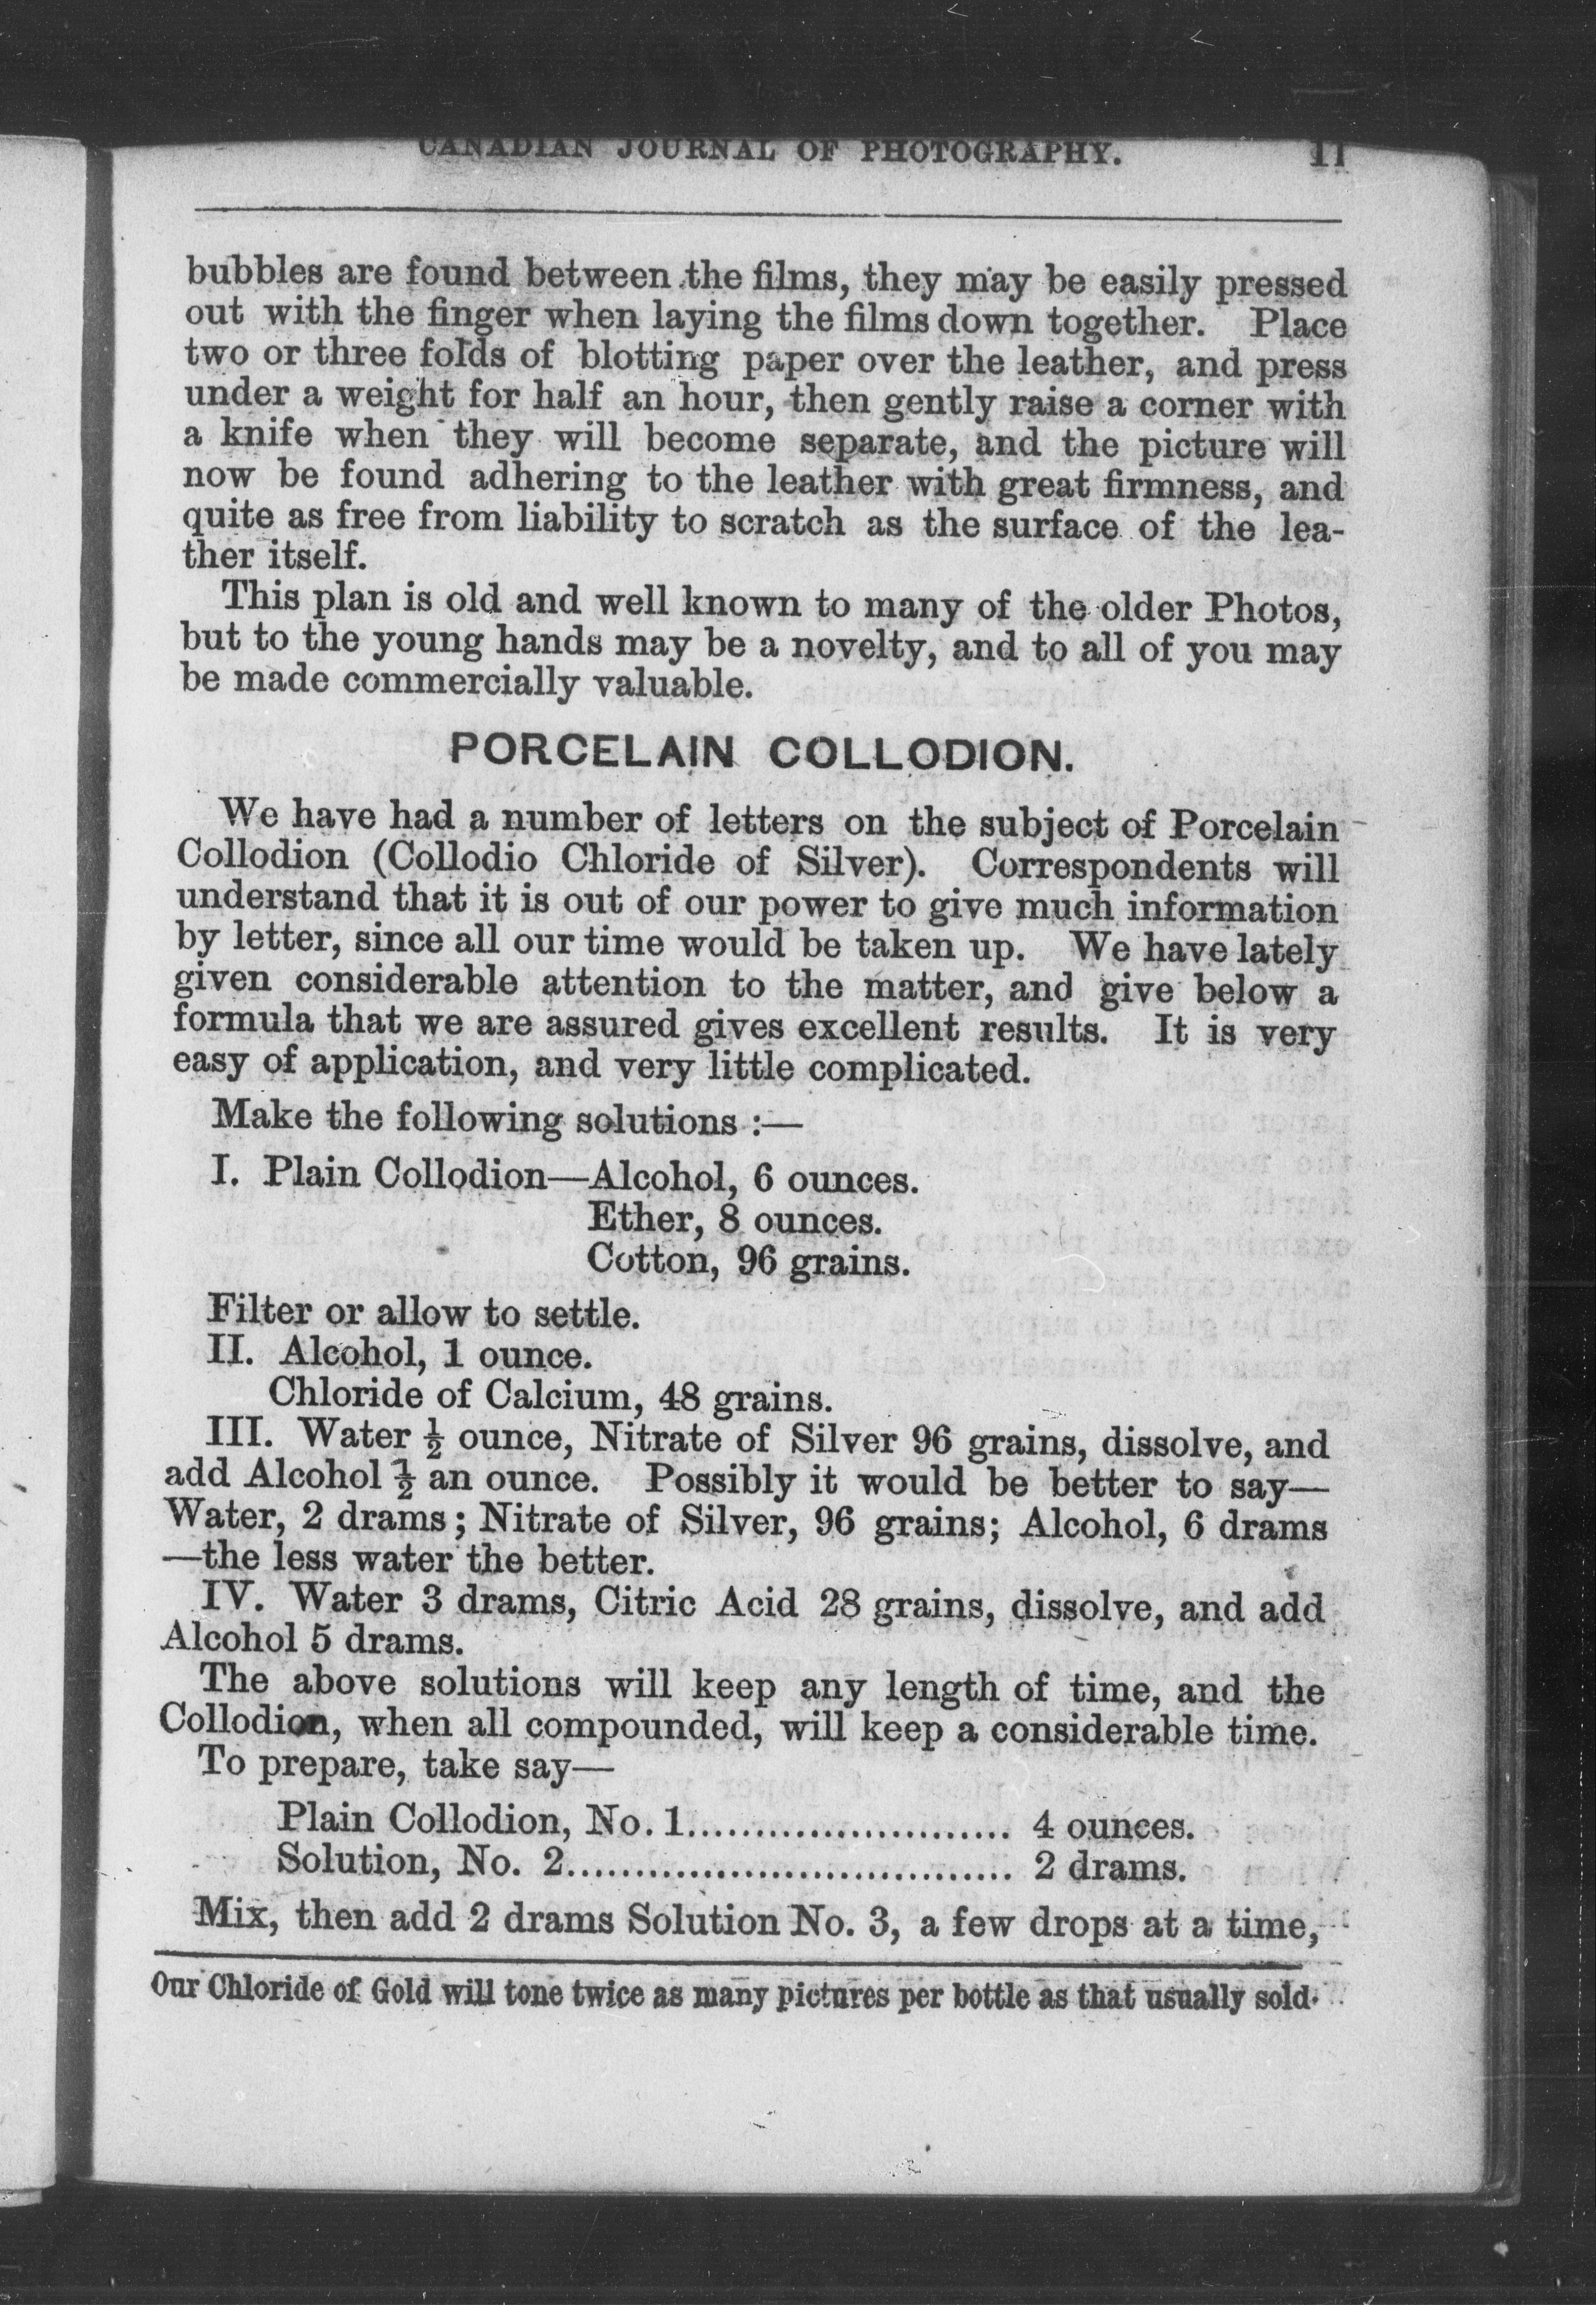 CANADIAN JOURNAL OF PHOTOGRAPHY. 11
bubbles are found between the films, they may be easily pressed
out with the finger when laying the films down together. Place
two or three folds of blotting paper over the leather, and press
under a weight for half an hour, then gently raise a corner with
a knife when they will become separate, and the picture will
now be found adhering to the leather with great firmness, and
quite as free from liability to scratch as the surface of the lea-
ther itself.
This plan is old and well known to many of the older Photos,
but to the young hands may be a novelty, and to all of you may
be made commercially valuable.
PORCELAIN COLLODION.
We have had a number of letters on the subject of Porcelain
Collodion (Collodio Chloride of Silver). Correspondents will
understand that it is out of our power to give much information
by letter, since all our time would be taken up. We have lately
given considerable attention to the matter, and give below a
formula that we are assured gives excellent results. It is very
easy of application, and very little complicated.
Make the following solutions :—
I. Plain Collodion—Alcohol, 6 ounces.
Ether, 8 ounces.
Cotton, 96 grains.
Filter or allow to settle.
II. Alcohol, 1 ounce.
Chloride of Calcium, 48 grains.
III. Water ½ ounce, Nitrate of Silver 96 grains, dissolve, and
add Alcohol ½ an ounce. Possibly it would be better to say—
Water, 2 drams; Nitrate of Silver, 96 grains; Alcohol, 6 drams
—the less water the better.
IV. Water 3 drams, Citric Acid 28 grains, dissolve, and add
Alcohol 5 drams.
The above solutions will keep any length of time, and the
Collodion, when all compounded, will keep a considerable time.
To prepare, take say—
Plain Collodion, No. 1........................ 4 ounces.
Solution, No. 2................................. 2 drams.
Mix, then add 2 drams Solution No. 3, a few drops at a time,
Our Chloride of Gold will tone twice as many pictures per bottle as that usually sold.